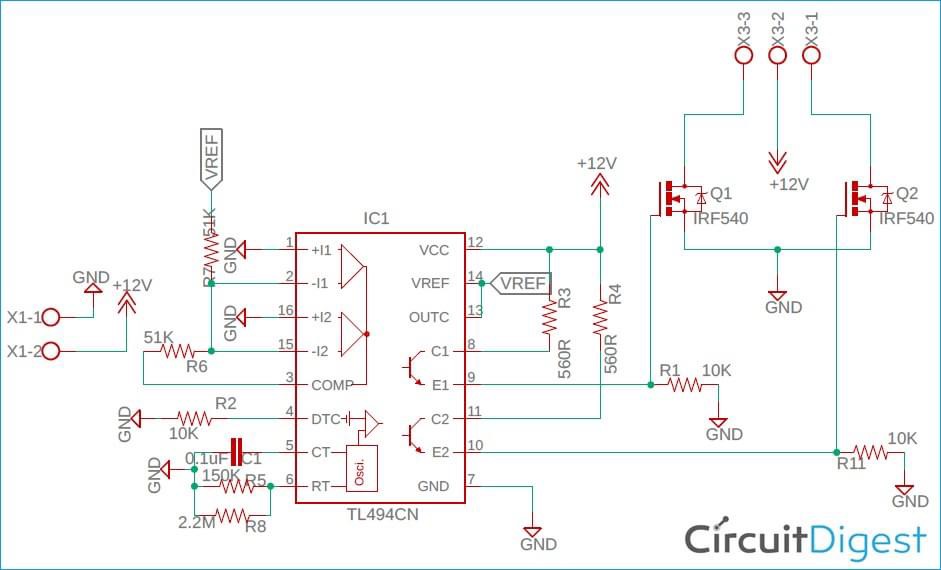 X3-3
X3-2
X3-1
+12V
Q1
IRF540
Q2
IRF540
GND
VREF
51K
R7
GND
+12V
X1-1
X1-2
51K
R6
GND
GND
IC1
1
+I1
2
-I1
16
+I2
15
-I2
3
COMP
4
DTC
5
CT
6
RT
Osci.
VCC
12
VREF
14
OUTC
13
C1
8
E1
9
C2
11
E2
10
GND
7
TL494CN
VREF
+12V
R3
560R
R4
560R
R1
10K
GND
10K
R11
GND
GND
R2
10K
GND
0.1uF
C1
150K
R5
2.2M
R8
GND
CircuitDigest